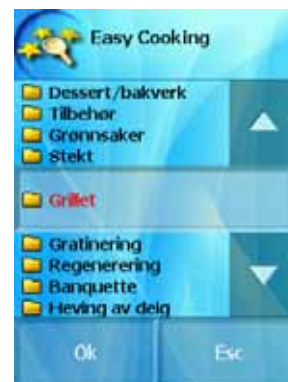 Easy Cooking
Dessert/bakverk
Tilbehør
Grønnsaker
Stekt
Grillet
Gratinering
Regenerering
Banquette
Heving av deig
Ok
Esc